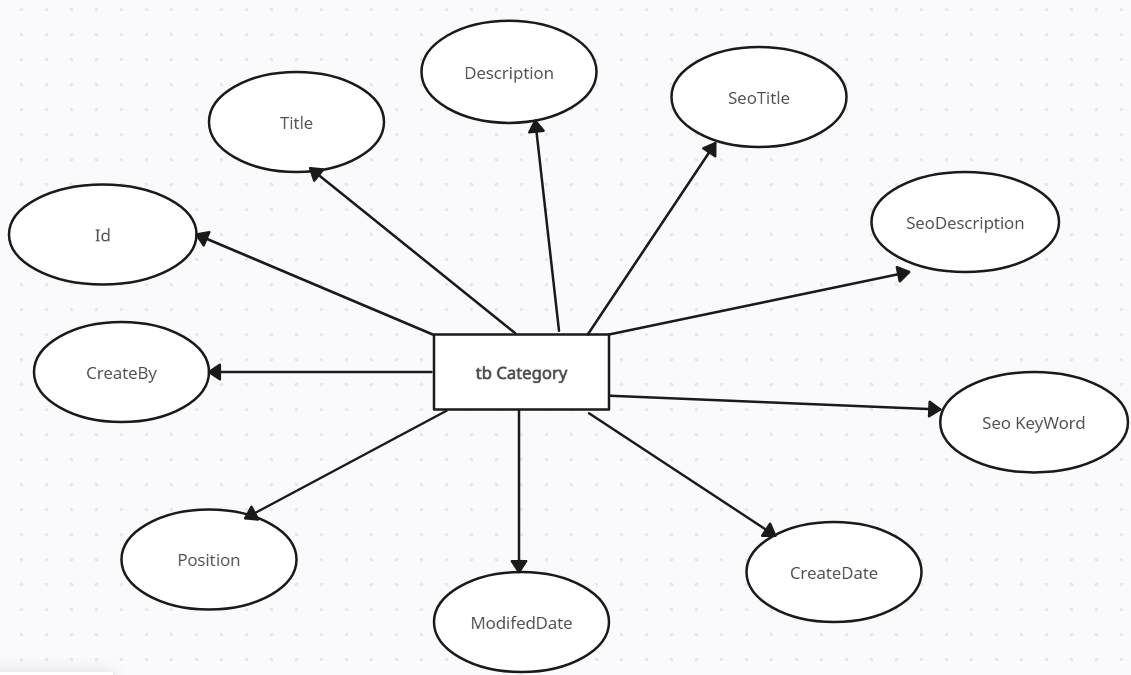 Description
SeoTitle
Title
SeoDescription
Id
CreateBy
tb Category
Seo KeyWord
Position
CreateDate
ModifedDate